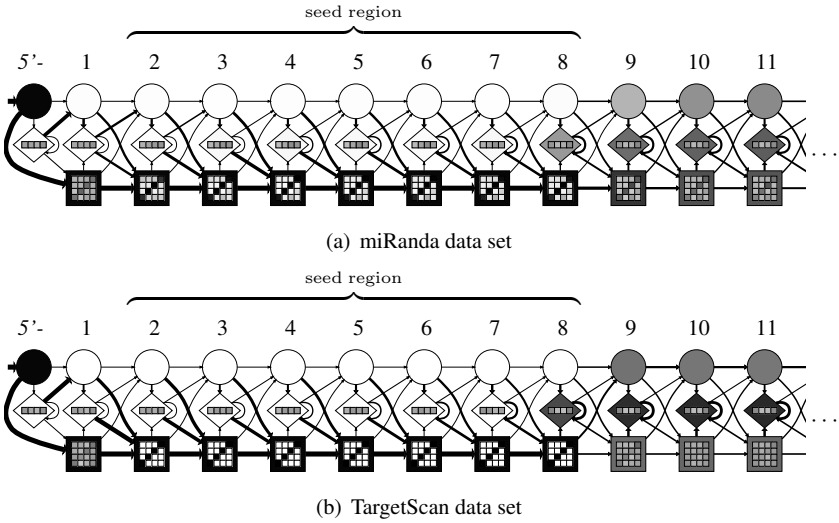 seed region
5'- 1 2 3 4 5 6 7 8 9 10 11
...
(a) miRanda data set
seed region
5'- 1 2 3 4 5 6 7 8 9 10 11
...
(b) TargetScan data set